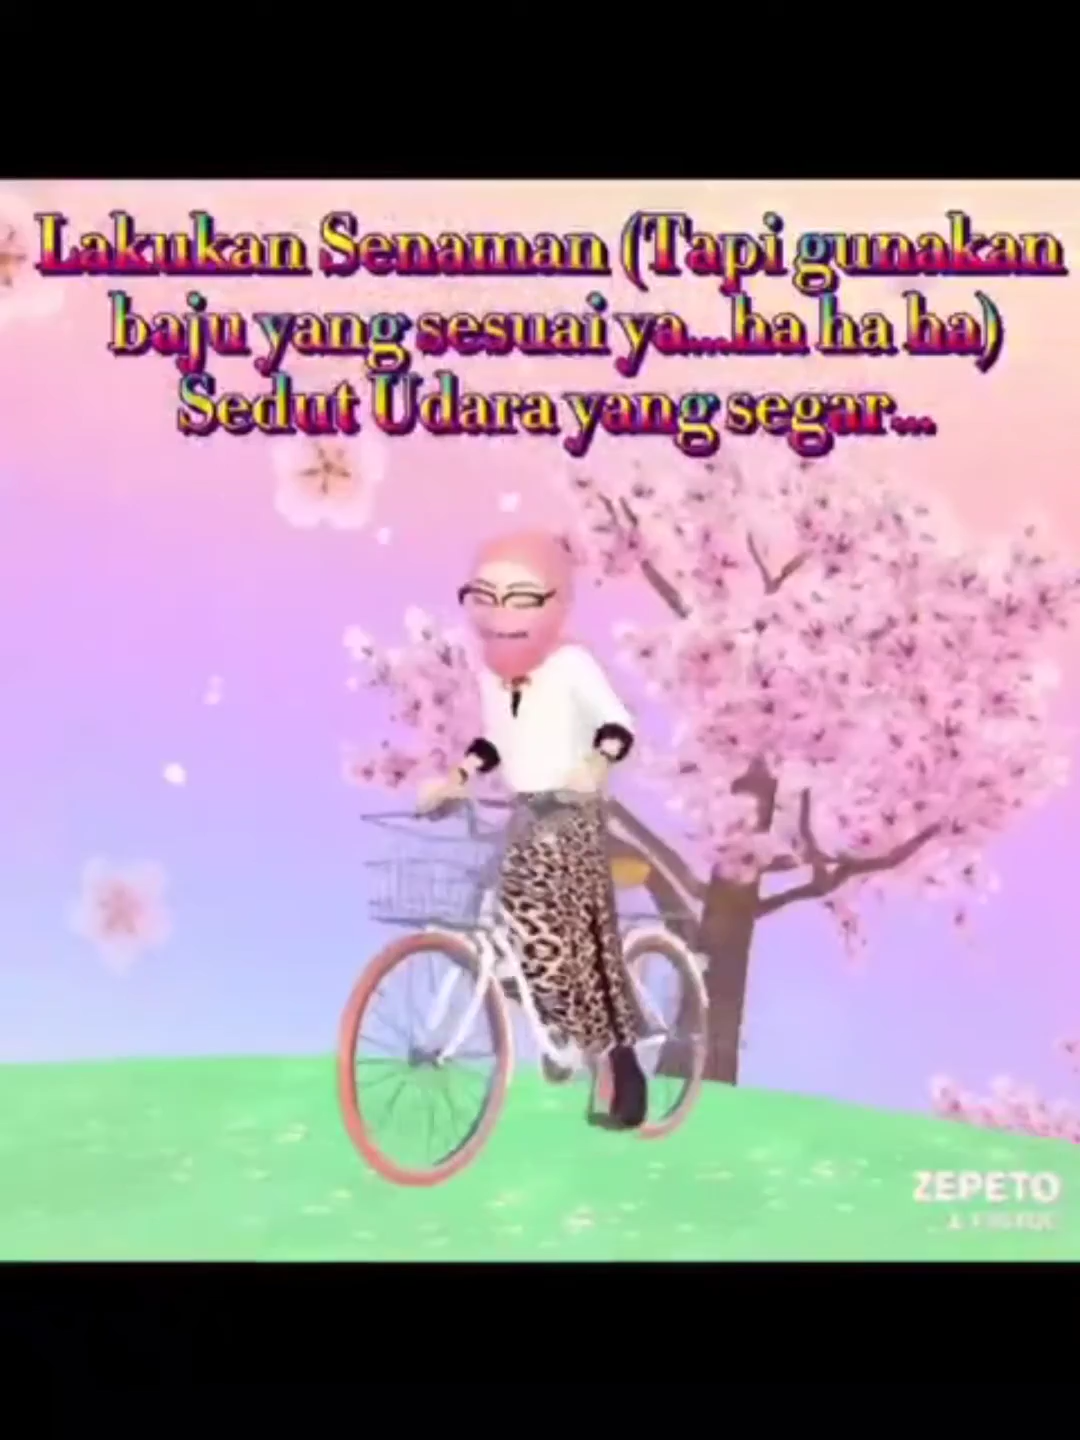 Lakukan Senaman (Tapi gunakan
baju yang sesuai ya...ha ha ha)
Sedut Udara yang segar...
ZEPETO